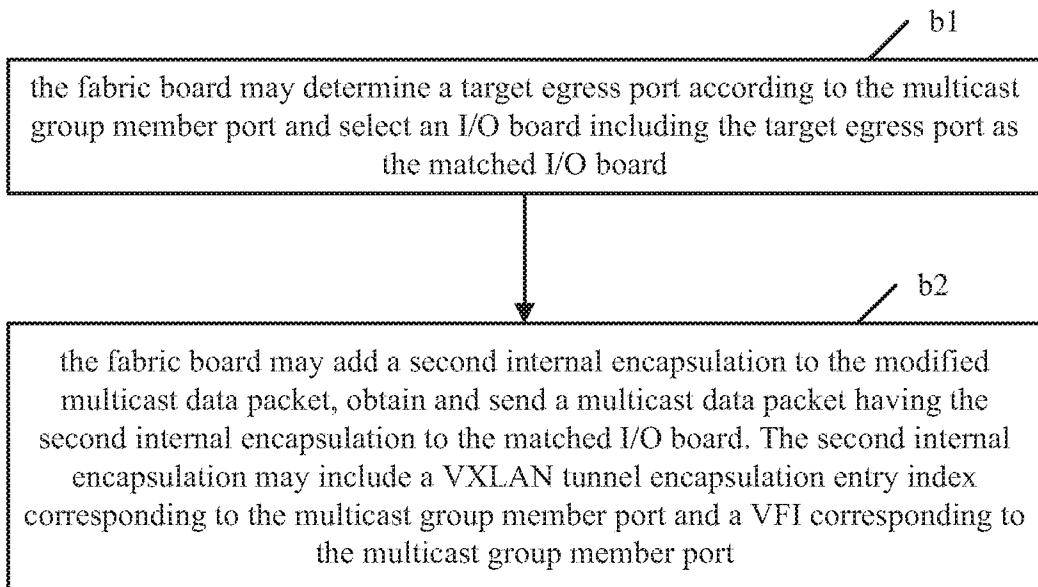 b1
the fabric board may determine a target egress port according to the multicast
group member port and select an I/O board including the target egress port as
the matched I/O board
b2
the fabric board may add a second internal encapsulation to the modified
multicast data packet, obtain and send a multicast data packet having the
second internal encapsulation to the matched I/O board. The second internal
encapsulation may include a VXLAN tunnel encapsulation entry index
corresponding to the multicast group member port and a VFI corresponding to
the multicast group member port